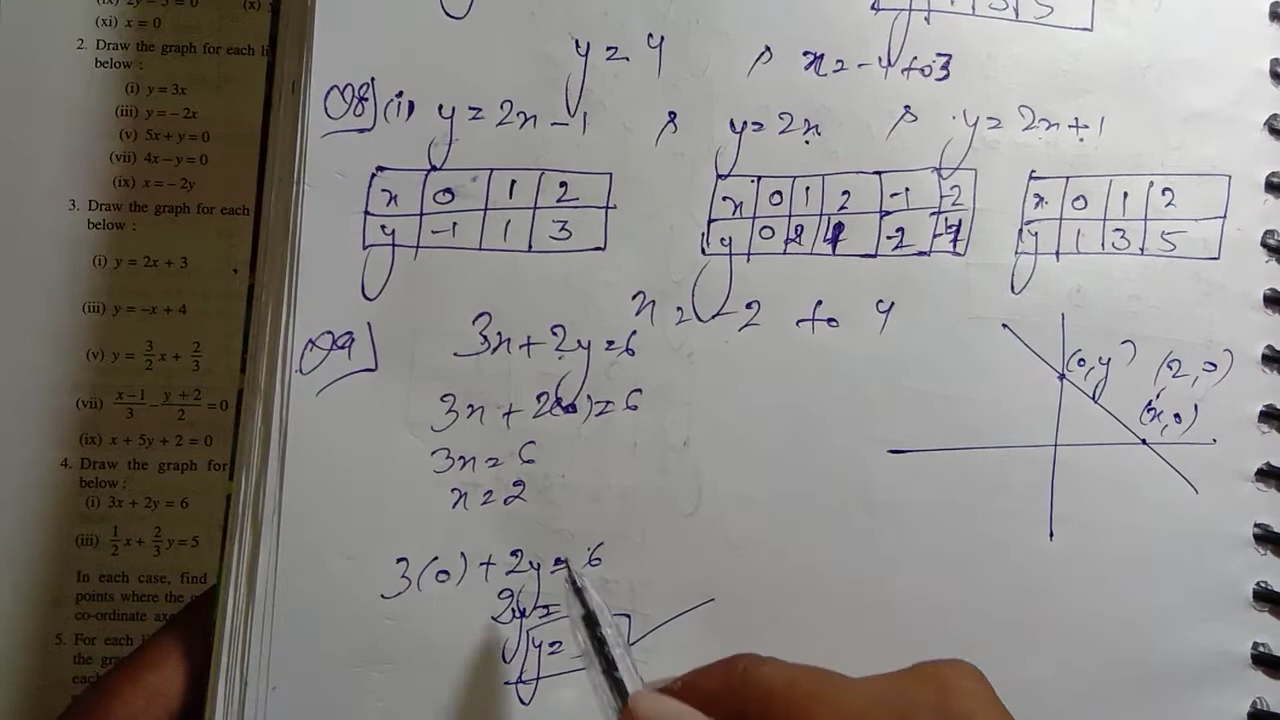 (xi) x = 0
2. Draw the graph for each
below :
(i) y = 3x
(iii) y = – 2x
(v) 5x + y = 0
(vii) 4x – y = 0
(ix) x = – 2y
3. Draw the graph for each
below :
(i) y = 2x + 3
(iii) y = –x + 4
(v) y = 3/2 x + 2/3
(vii) x–1/3 – y+2/2 = 0
(ix) x + 5y + 2 = 0
4. Draw the graph for
below :
(i) 3x + 2y = 6
(iii) 1/2 x + 2/3 y = 5
In each case, find
points where the
co-ordinate
5. For each
the
y = 4 , x = -4 to 3
Q8] (i) y = 2x - 1 , y = 2x , y = 2x + 1
x 0 1 2
y -1 1 3
x 0 1 2 -1
y 0 2 4 -2
x 0 1 2
y 1 3 5
x = -2 to 4
Q9] 3x + 2y = 6
3x + 2(0) = 6
3x = 6
x = 2
3(0) + 2y = 6
2y =
y =
(0,y) (2,0)
(x,0)